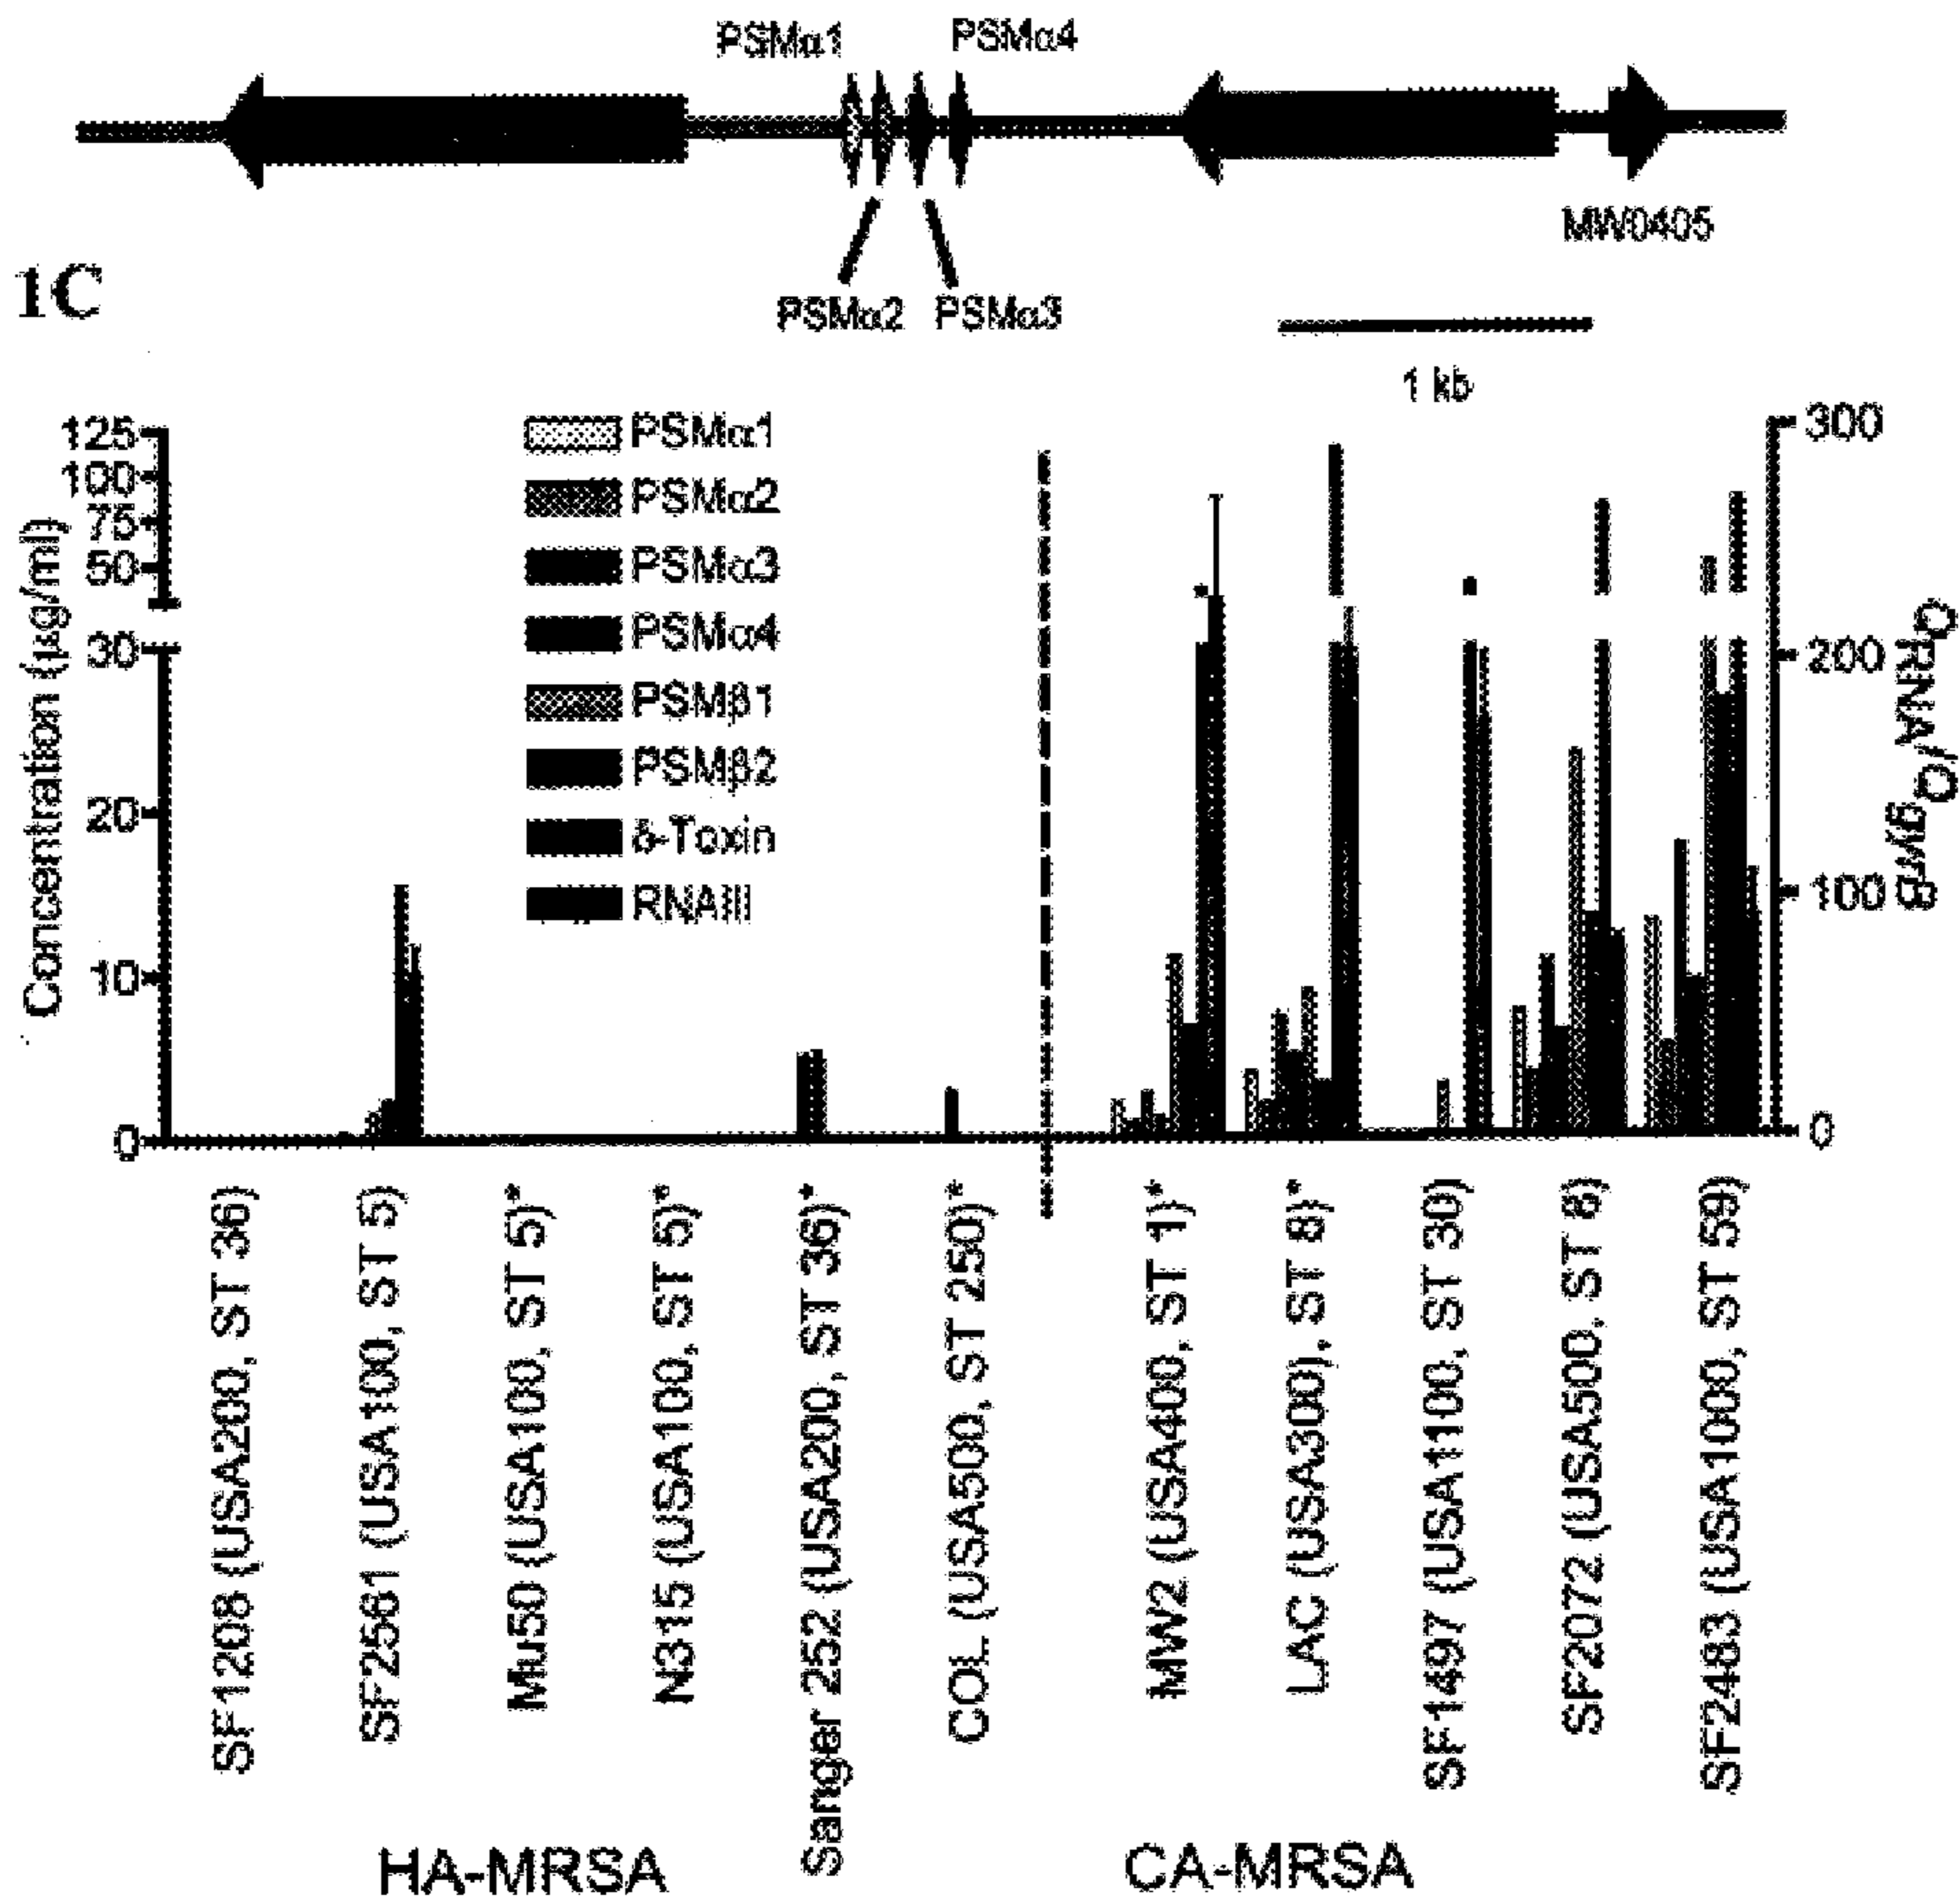 PSMα1 PSMα4
MW0405
1C
PSMα2 PSMα3
1 kb
PSMα1
PSMα2
PSMα3
PSMα4
PSMβ1
PSMβ2
δ-Toxin
RNAIII
Concentration (µg/ml)
125
100
75
50
30
20
10
0
300
200
100
0
QRNA/QgyrB
SF1208 (USA200, ST 36)
SF2561 (USA100, ST 5)
Mu50 (USA100, ST 5)*
N315 (USA100, ST 5)*
Sanger 252 (USA200, ST 36)*
COL (USA500, ST 250)*
MW2 (USA400, ST 1)*
LAC (USA300), ST 8)*
SF1497 (USA1100, ST 30)
SF2072 (USA500, ST 8)
SF2483 (USA1000, ST 59)
HA-MRSA CA-MRSA